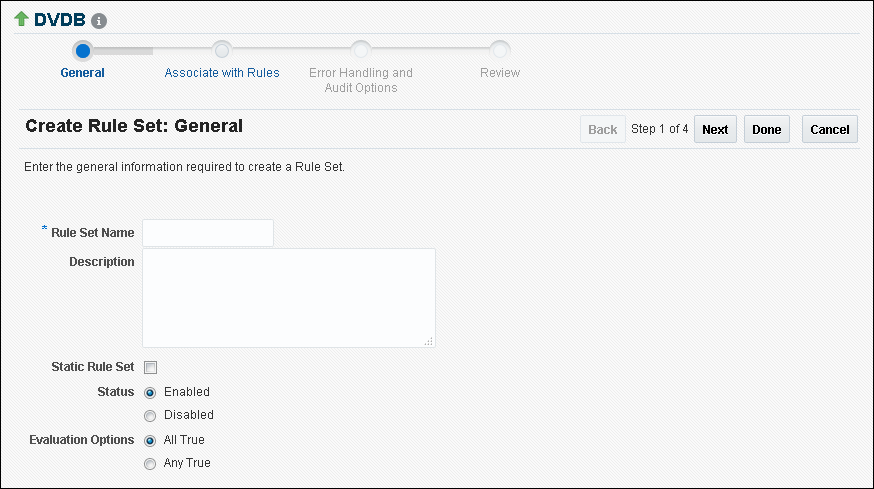 DVDB i
General
Associate with Rules
Error Handling and
Audit Options
Review
Create Rule Set: General
Back Step 1 of 4 Next Done Cancel
Enter the general information required to create a Rule Set.
* Rule Set Name
Description
Static Rule Set
Status Enabled
Disabled
Evaluation Options All True
Any True